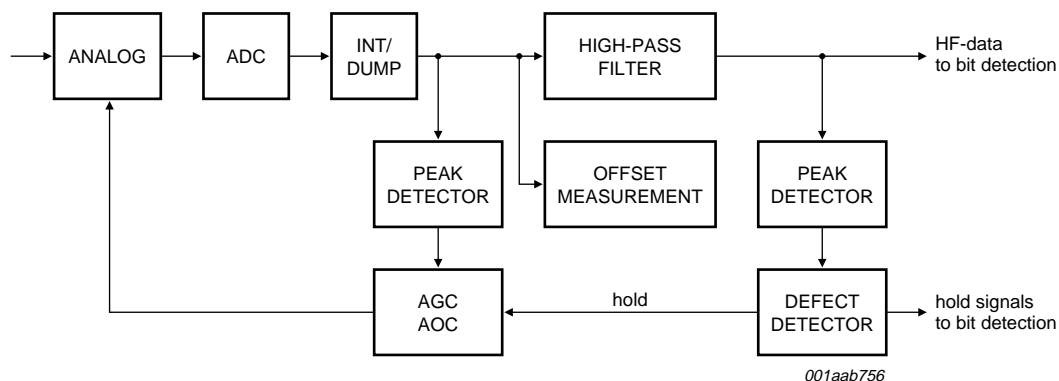 ANALOG
ADC
INT/
DUMP
HIGH-PASS
FILTER
HF-data
to bit detection
PEAK
DETECTOR
OFFSET
MEASUREMENT
PEAK
DETECTOR
AGC
AOC
hold
DEFECT
DETECTOR
hold signals
to bit detection
001aab756